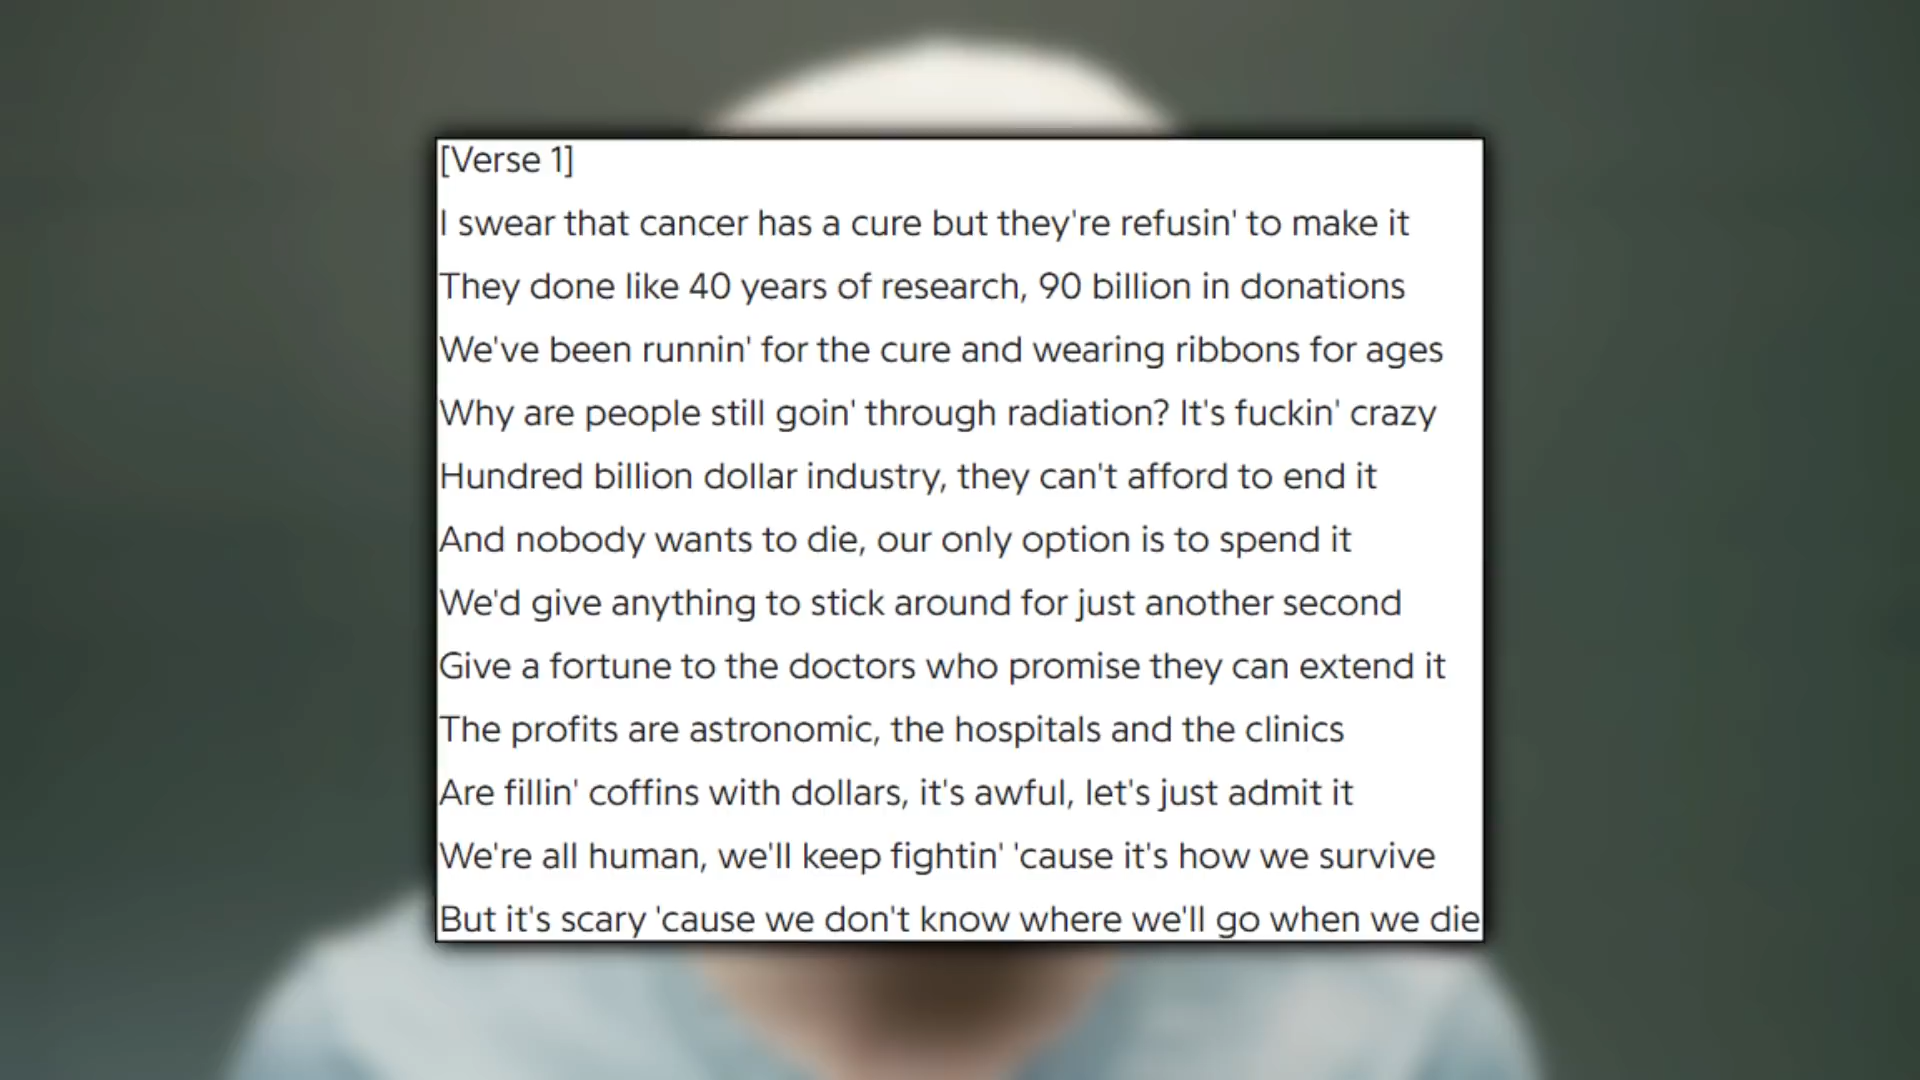 [Verse 1]
I swear that cancer has a cure but they're refusin' to make it
They done like 40 years of research, 90 billion in donations
We've been runnin' for the cure and wearing ribbons for ages
Why are people still goin' through radiation? It's fuckin' crazy
Hundred billion dollar industry, they can't afford to end it
And nobody wants to die, our only option is to spend it
We'd give anything to stick around for just another second
Give a fortune to the doctors who promise they can extend it
The profits are astronomic, the hospitals and the clinics
Are fillin' coffins with dollars, it's awful, let's just admit it
We're all human, we'll keep fightin' 'cause it's how we survive
But it's scary 'cause we don't know where we'll go when we die